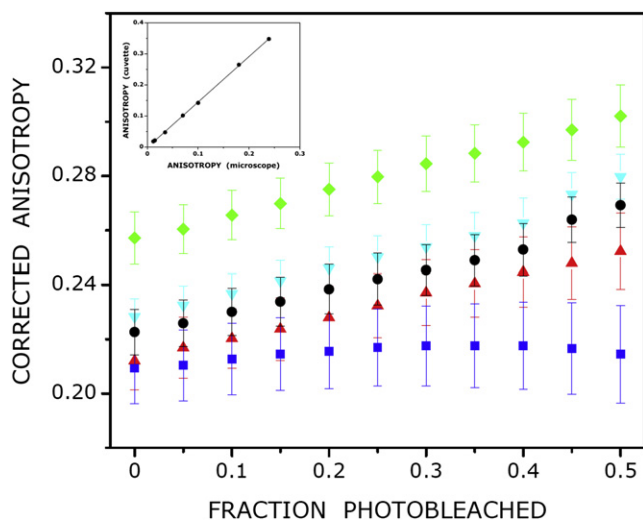 0.4
0.3
0.2
0.1
0.0
0 0.1 0.2 0.3
ANISOTROPY (cuvette)
ANISOTROPY (microscope)
0.32
0.28
0.24
0.20
CORRECTED ANISOTROPY
0 0.1 0.2 0.3 0.4 0.5
FRACTION PHOTOBLEACHED